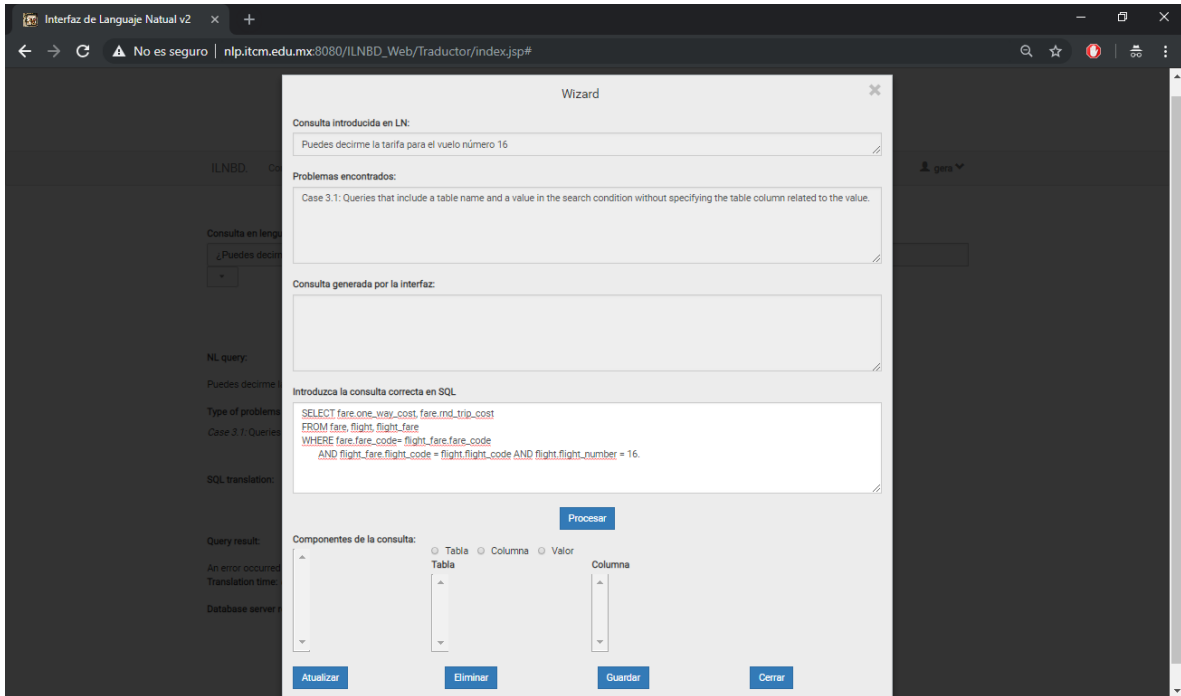 Interfaz de Languaje Natual v2
No es seguro | nlp.itcm.edu.mx:8080/ILNBD_Web/Traductor/index.jsp#
Wizard
Consulta introducida en LN:
Puedes decirme la tarifa para el vuelo número 16
ILNBD.
gera
Problemas encontrados:
Case 3.1: Queries that include a table name and a value in the search condition without specifying the table column related to the value.
Consulta en lengu
¿Puedes decirm
Consulta generada por la interfaz:
NL query:
Puedes decirme l
Introduzca la consulta correcta en SQL
Type of problems
Case 3.1: Queries
SELECT fare.one_way_cost, fare.rnd_trip_cost
FROM fare, flight, flight_fare
WHERE fare.fare_code= flight_fare.fare_code
AND flight_fare.flight_code = flight.flight_code AND flight.flight_number = 16.
SQL translation:
Procesar
Query result:
Componentes de la consulta:
Tabla Columna Valor
An error occurred
Tabla Columna
Translation time:
Database server r
Atualizar Eliminar Guardar Cerrar